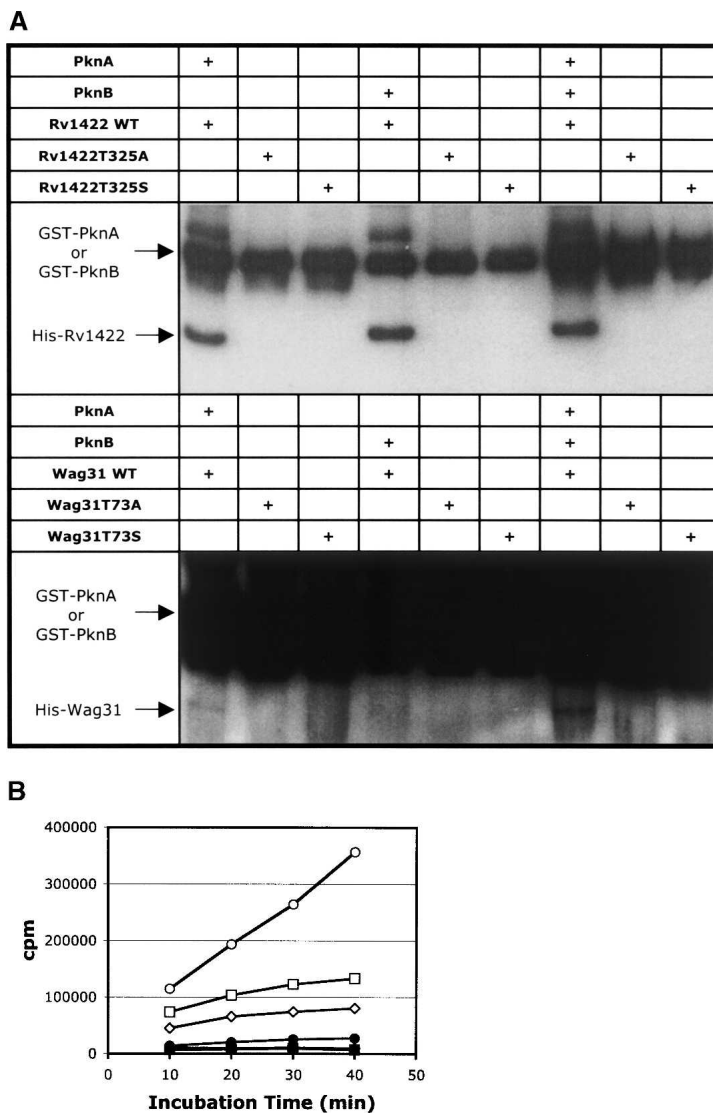 A
PknA + +
PknB + +
Rv1422 WT + + +
Rv1422T325A + + +
Rv1422T325S + + +
GST-PknA
or
GST-PknB
His-Rv1422
PknA + +
PknB + +
Wag31 WT + + +
Wag31T73A + + +
Wag31T73S + + +
GST-PknA
or
GST-PknB
His-Wag31
B
400000
300000
200000
100000
0
cpm
0 10 20 30 40 50
Incubation Time (min)